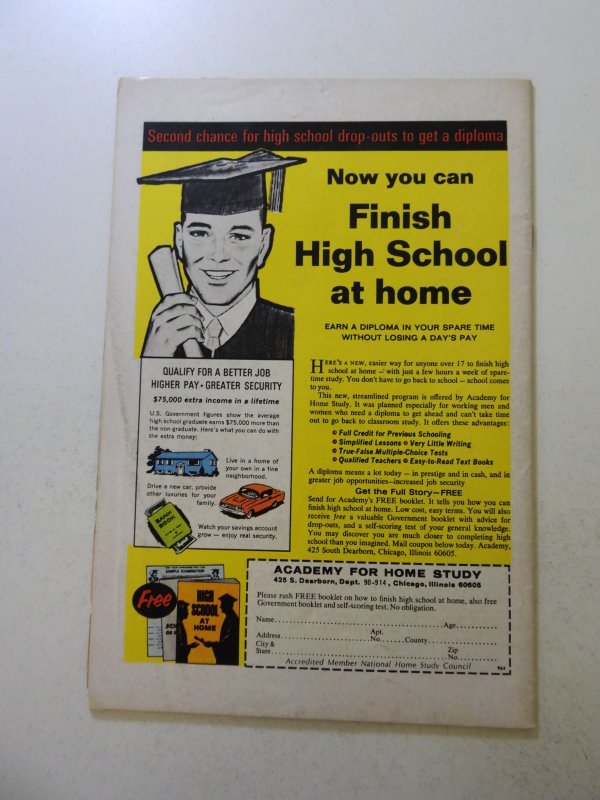 Second chance for high school drop-outs to get a diploma
Now you can
Finish
High School
at home
EARN A DIPLOMA IN YOUR SPARE TIME
WITHOUT LOSING A DAY'S PAY
QUALIFY FOR A BETTER JOB
HIGHER PAY • GREATER SECURITY
$75,000 extra income in a lifetime
U.S. Government figures show the average
high school graduate earns $75,000 more than
the non-graduate. Here's what you can do with
the extra money:
Live in a home of
your own in a fine
neighborhood.
Drive a new car, provide
other luxuries for your
family.
BANK
BOOK
Watch your savings account
grow — enjoy real security.
HERE'S A NEW, easier way for anyone over 17 to finish high
school at home — with just a few hours a week of spare-
time study. You don't have to go back to school — school comes
to you.
This new, streamlined program is offered by Academy for
Home Study. It was planned especially for working men and
women who need a diploma to get ahead and can't take time
out to go back to classroom study. It offers these advantages:
Full Credit for Previous Schooling
Simplified Lessons • Very Little Writing
True-False Multiple-Choice Tests
Qualified Teachers • Easy-to-Read Text Books
A diploma means a lot today — in prestige and in cash, and in
greater job opportunities—increased job security
Get the Full Story—FREE
Send for Academy's FREE booklet. It tells you how you can
finish high school at home. Low cost, easy terms. You will also
receive free a valuable Government booklet with advice for
drop-outs, and a self-scoring test of your general knowledge.
You may discover you are much closer to completing high
school than you imagined. Mail coupon below today. Academy,
425 South Dearborn, Chicago, Illinois 60605.
SAMPLE EXAMINATION
Free
HIGH
SCHOOL
AT
HOME
ACADEMY FOR HOME STUDY
425 S. Dearborn, Dept. 90-914, Chicago, Illinois 60605
Please rush FREE booklet on how to finish high school at home, also free
Government booklet and self-scoring test. No obligation.
Name Age
Address Apt. No. County
City & State Zip No.
Accredited Member National Home Study Council